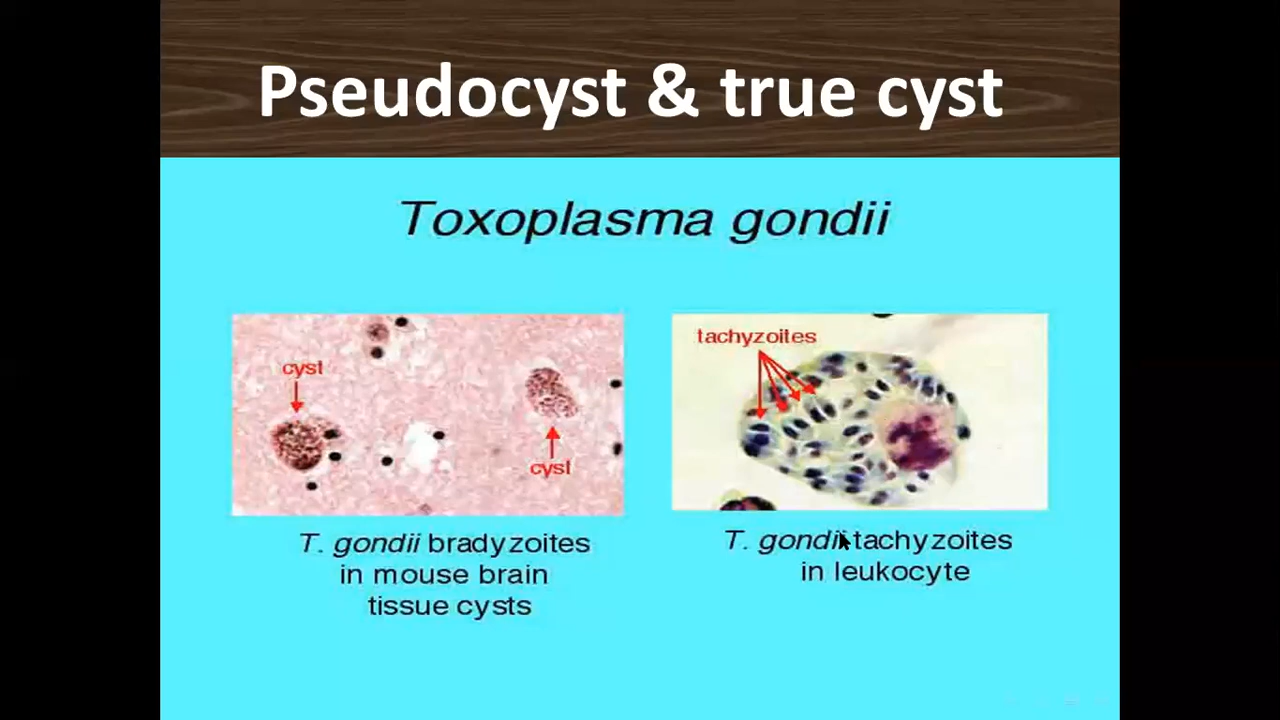 Pseudocyst & true cyst
Toxoplasma gondii
cyst
cyst
tachyzoites
T. gondii bradyzoites
in mouse brain
tissue cysts
T. gondii tachyzoites
in leukocyte